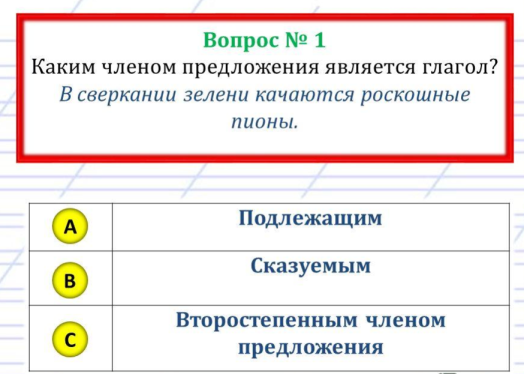 Вопрос № 1
Каким членом предложения является глагол?
В сверкании зелени качаются роскошные
пионы.
A
Подлежащим
B
Сказуемым
C
Второстепенным членом
предложения